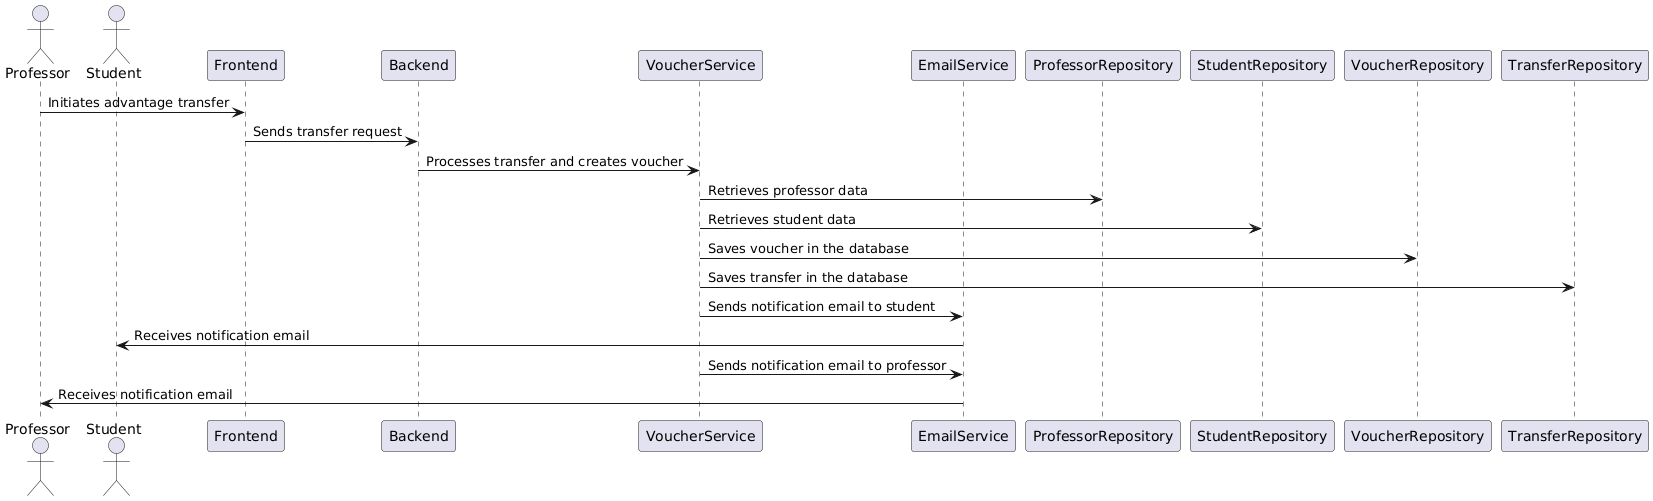 Professor
Student
Frontend
Backend
VoucherService
EmailService
ProfessorRepository
StudentRepository
VoucherRepository
TransferRepository
Initiates advantage transfer
Sends transfer request
Processes transfer and creates voucher
Retrieves professor data
Retrieves student data
Saves voucher in the database
Saves transfer in the database
Sends notification email to student
Receives notification email
Sends notification email to professor
Receives notification email
Professor
Student
Frontend
Backend
VoucherService
EmailService
ProfessorRepository
StudentRepository
VoucherRepository
TransferRepository